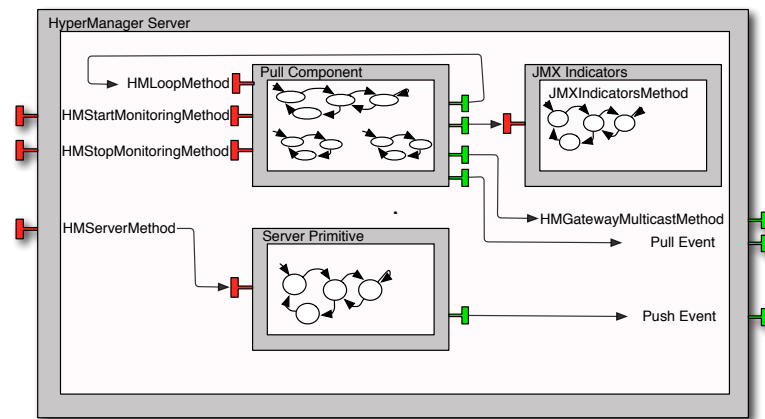 HyperManager Server
Pull Component
JMX Indicators
HMLoopMethod
JMXIndicatorsMethod
HMStartMonitoringMethod
HMStopMonitoringMethod
HMGatewayMulticastMethod
HMServerMethod
Server Primitive
Pull Event
Push Event